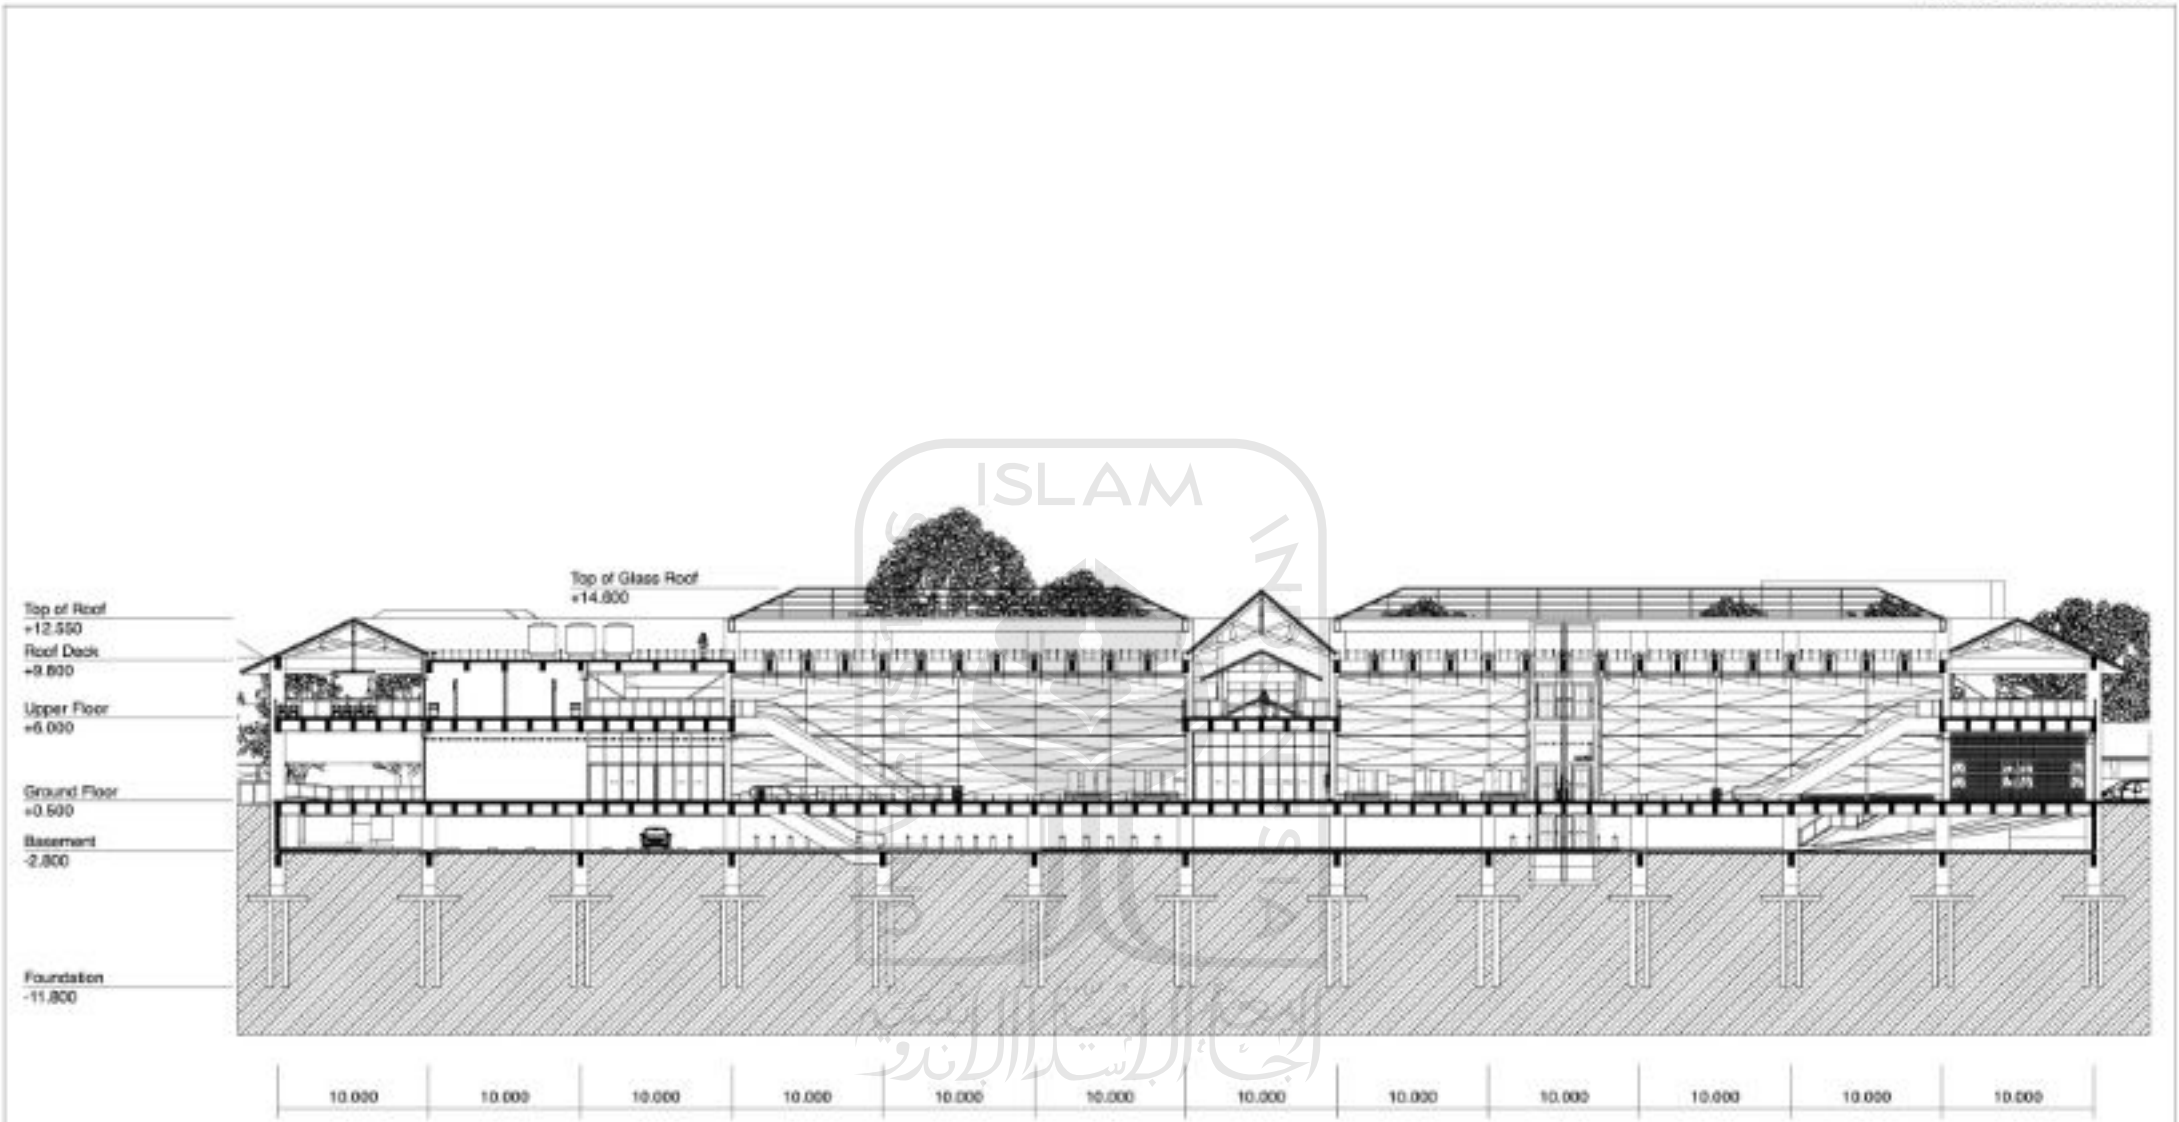 Top of Glass Roof
+14.600
Top of Roof
+12.550
Roof Deck
+9.800
Upper Floor
+6.000
Ground Floor
+0.500
Basement
-2.800
Foundation
-11.800
ISLAM
10.000 10.000 10.000 10.000 10.000 10.000 10.000 10.000 10.000 10.000 10.000 10.000